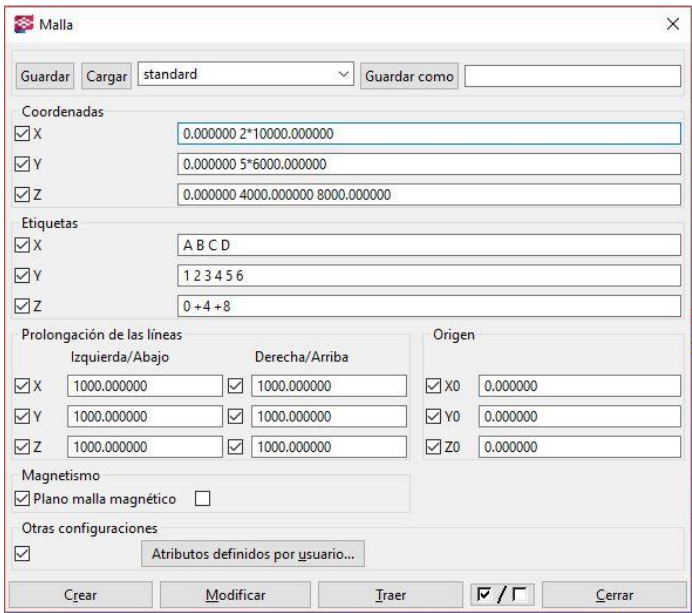 Malla
Guardar Cargar standard Guardar como
Coordenadas
X 0.000000 2*10000.000000
Y 0.000000 5*6000.000000
Z 0.000000 4000.000000 8000.000000
Etiquetas
X A B C D
Y 1 2 3 4 5 6
Z 0 +4 +8
Prolongación de las líneas Origen
Izquierda/Abajo Derecha/Arriba
X 1000.000000 1000.000000 X0 0.000000
Y 1000.000000 1000.000000 Y0 0.000000
Z 1000.000000 1000.000000 Z0 0.000000
Magnetismo
Plano malla magnético
Otras configuraciones
Atributos definidos por usuario...
Crear Modificar Traer / Cerrar